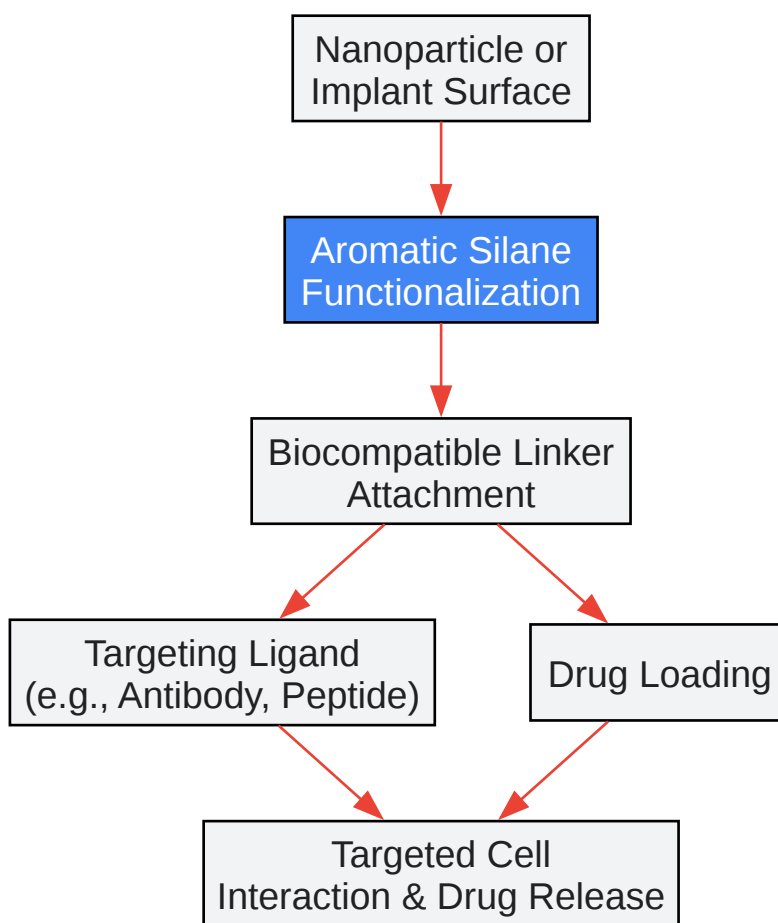 Nanoparticle or
Implant Surface
Aromatic Silane
Functionalization
Biocompatible Linker
Attachment
Targeting Ligand
(e.g., Antibody, Peptide)
Drug Loading
Targeted Cell
Interaction & Drug Release